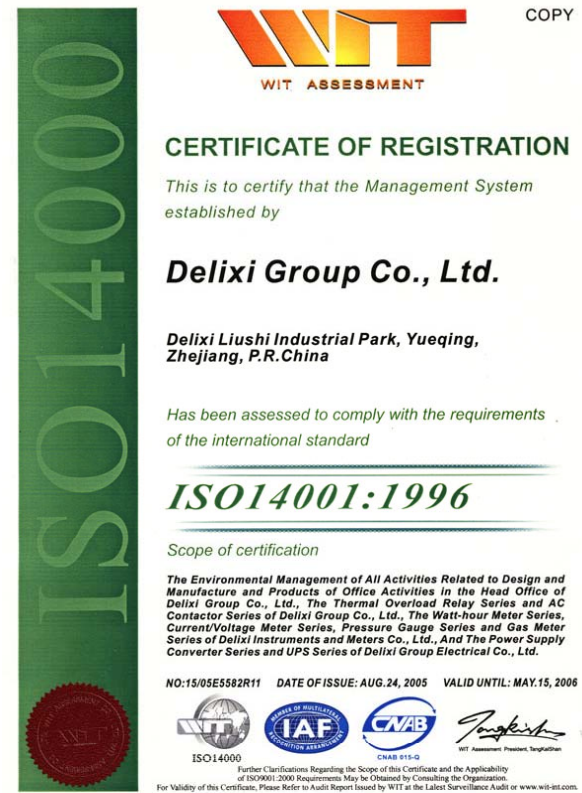 COPY
WIT
WIT ASSESSMENT
ISO14000
CERTIFICATE OF REGISTRATION
This is to certify that the Management System
established by
Delixi Group Co., Ltd.
Delixi Liushi Industrial Park, Yueqing,
Zhejiang, P.R.China
Has been assessed to comply with the requirements
of the international standard
ISO14001:1996
Scope of certification
The Environmental Management of All Activities Related to Design and
Manufacture and Products of Office Activities in the Head Office of
Delixi Group Co., Ltd., The Thermal Overload Relay Series and AC
Contactor Series of Delixi Group Co., Ltd., The Watt-hour Meter Series,
Current/Voltage Meter Series, Pressure Gauge Series and Gas Meter
Series of Delixi Instruments and Meters Co., Ltd., And The Power Supply
Converter Series and UPS Series of Delixi Group Electrical Co., Ltd.
NO:15/05E5582R11 DATE OF ISSUE: AUG.24, 2005 VALID UNTIL: MAY.15, 2006
WIT
WIT
ISO14000
MEMBER OF MULTILATERAL
IAF
RECOGNITION ARRANGEMENT
CNAB
CNAB 015-Q
WIT Assessment President, TangKaiShan
Further Clarifications Regarding the Scope of this Certificate and the Applicability
of ISO9001:2000 Requirements May be Obtained by Consulting the Organization.
For Validity of this Certificate, Please Refer to Audit Report Issued by WIT at the Lalest Surveillance Audit or www.wit-int.com